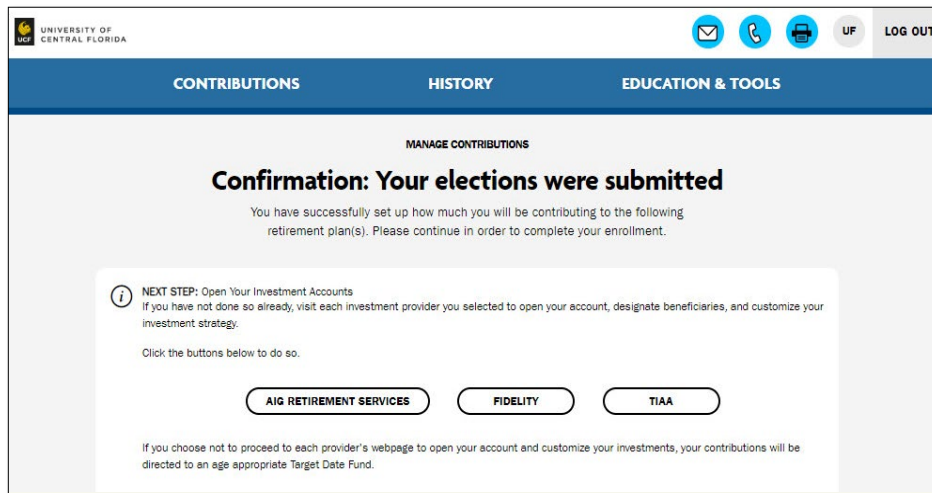 UCF
UNIVERSITY OF
CENTRAL FLORIDA
UF
LOG OUT
CONTRIBUTIONS
HISTORY
EDUCATION & TOOLS
MANAGE CONTRIBUTIONS
Confirmation: Your elections were submitted
You have successfully set up how much you will be contributing to the following
retirement plan(s). Please continue in order to complete your enrollment.
i
NEXT STEP: Open Your Investment Accounts
If you have not done so already, visit each investment provider you selected to open your account, designate beneficiaries, and customize your
investment strategy.
Click the buttons below to do so.
AIG RETIREMENT SERVICES
FIDELITY
TIAA
If you choose not to proceed to each provider's webpage to open your account and customize your investments, your contributions will be
directed to an age appropriate Target Date Fund.